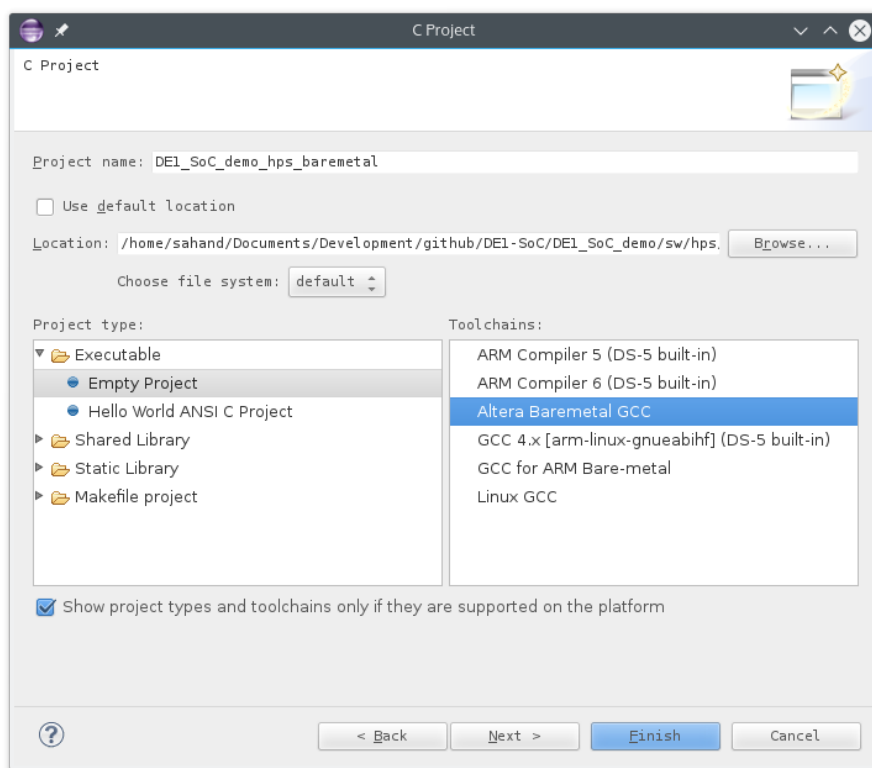 C Project
C Project
Project name: DE1_SoC_demo_hps_baremetal
Use default location
Location: /home/sahand/Documents/Development/github/DE1-SoC/DE1_SoC_demo/sw/hps. Browse...
Choose file system: default
Project type: Toolchains:
Executable ARM Compiler 5 (DS-5 built-in)
Empty Project ARM Compiler 6 (DS-5 built-in)
Hello World ANSI C Project Altera Baremetal GCC
Shared Library GCC 4.x [arm-linux-gnueabihf] (DS-5 built-in)
Static Library GCC for ARM Bare-metal
Makefile project Linux GCC
Show project types and toolchains only if they are supported on the platform
? < Back Next > Finish Cancel